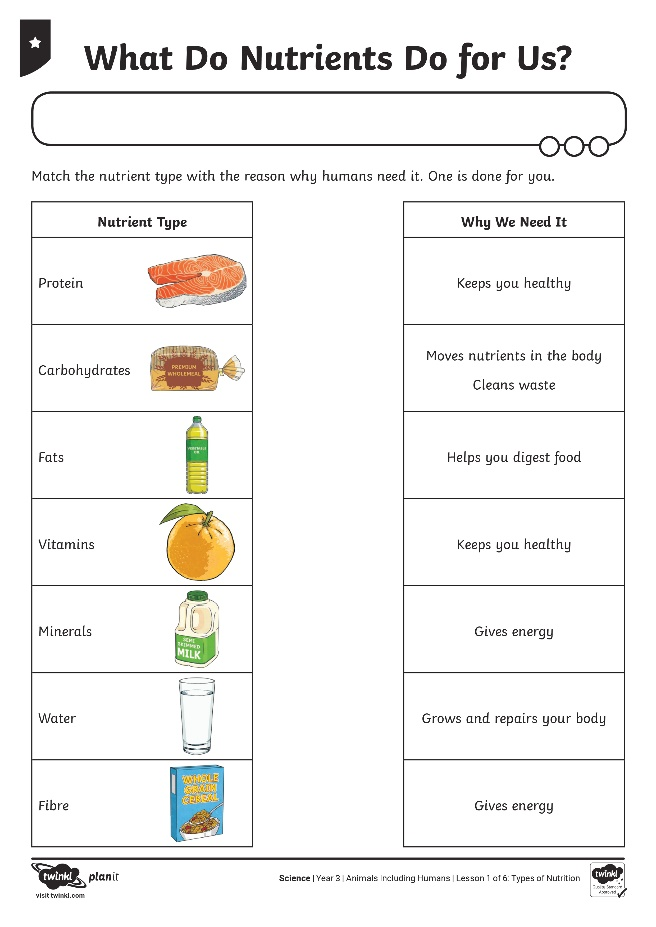 What Do Nutrients Do for Us?
Match the nutrient type with the reason why humans need it. One is done for you.
Nutrient Type
Why We Need It
Protein
Keeps you healthy
Carbohydrates
PREMIUM
WHOLEMEAL
Moves nutrients in the body
Cleans waste
Fats
VEGETABLE
OIL
Helps you digest food
Vitamins
Keeps you healthy
Minerals
SEMI
SKIMMED
MILK
Gives energy
Water
Grows and repairs your body
Fibre
WHOLE
GRAIN
CEREAL
Gives energy
twinkl planit
visit twinkl.com
Science | Year 3 | Animals Including Humans | Lesson 1 of 6: Types of Nutrition
twinkl
Quality Standard
Approved